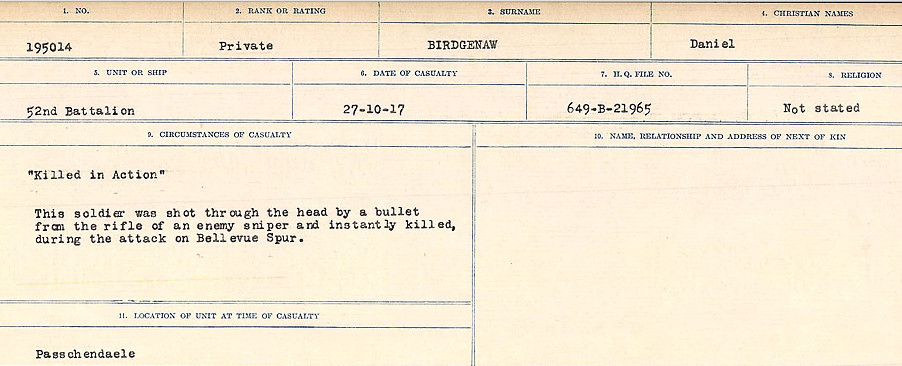 1. NO. 2. RANK OR RATING 3. SURNAME 4. CHRISTIAN NAMES
195014 Private BIRDGENAW Daniel
5. UNIT OR SHIP 6. DATE OF CASUALTY 7. H. Q. FILE NO. 8. RELIGION
52nd Battalion 27-10-17 649-B-21965 Not stated
9. CIRCUMSTANCES OF CASUALTY 10. NAME, RELATIONSHIP AND ADDRESS OF NEXT OF KIN
"Killed in Action"
This soldier was shot through the head by a bullet
from the rifle of an enemy sniper and instantly killed,
during the attack on Bellevue Spur.
11. LOCATION OF UNIT AT TIME OF CASUALTY
Passchendaele